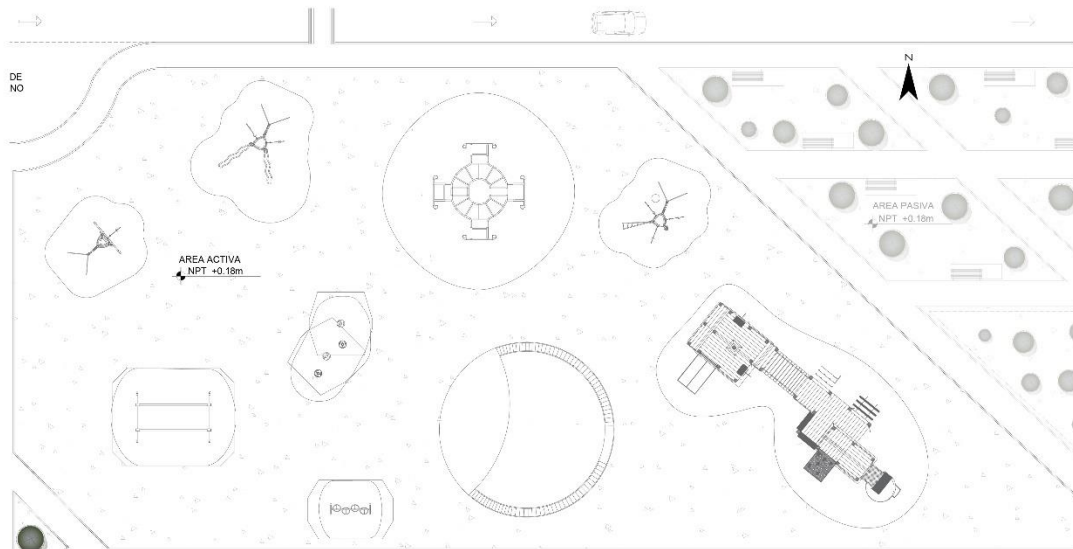 DE
NO
N
AREA PASIVA
NPT +0.18m
AREA ACTIVA
NPT +0.18m